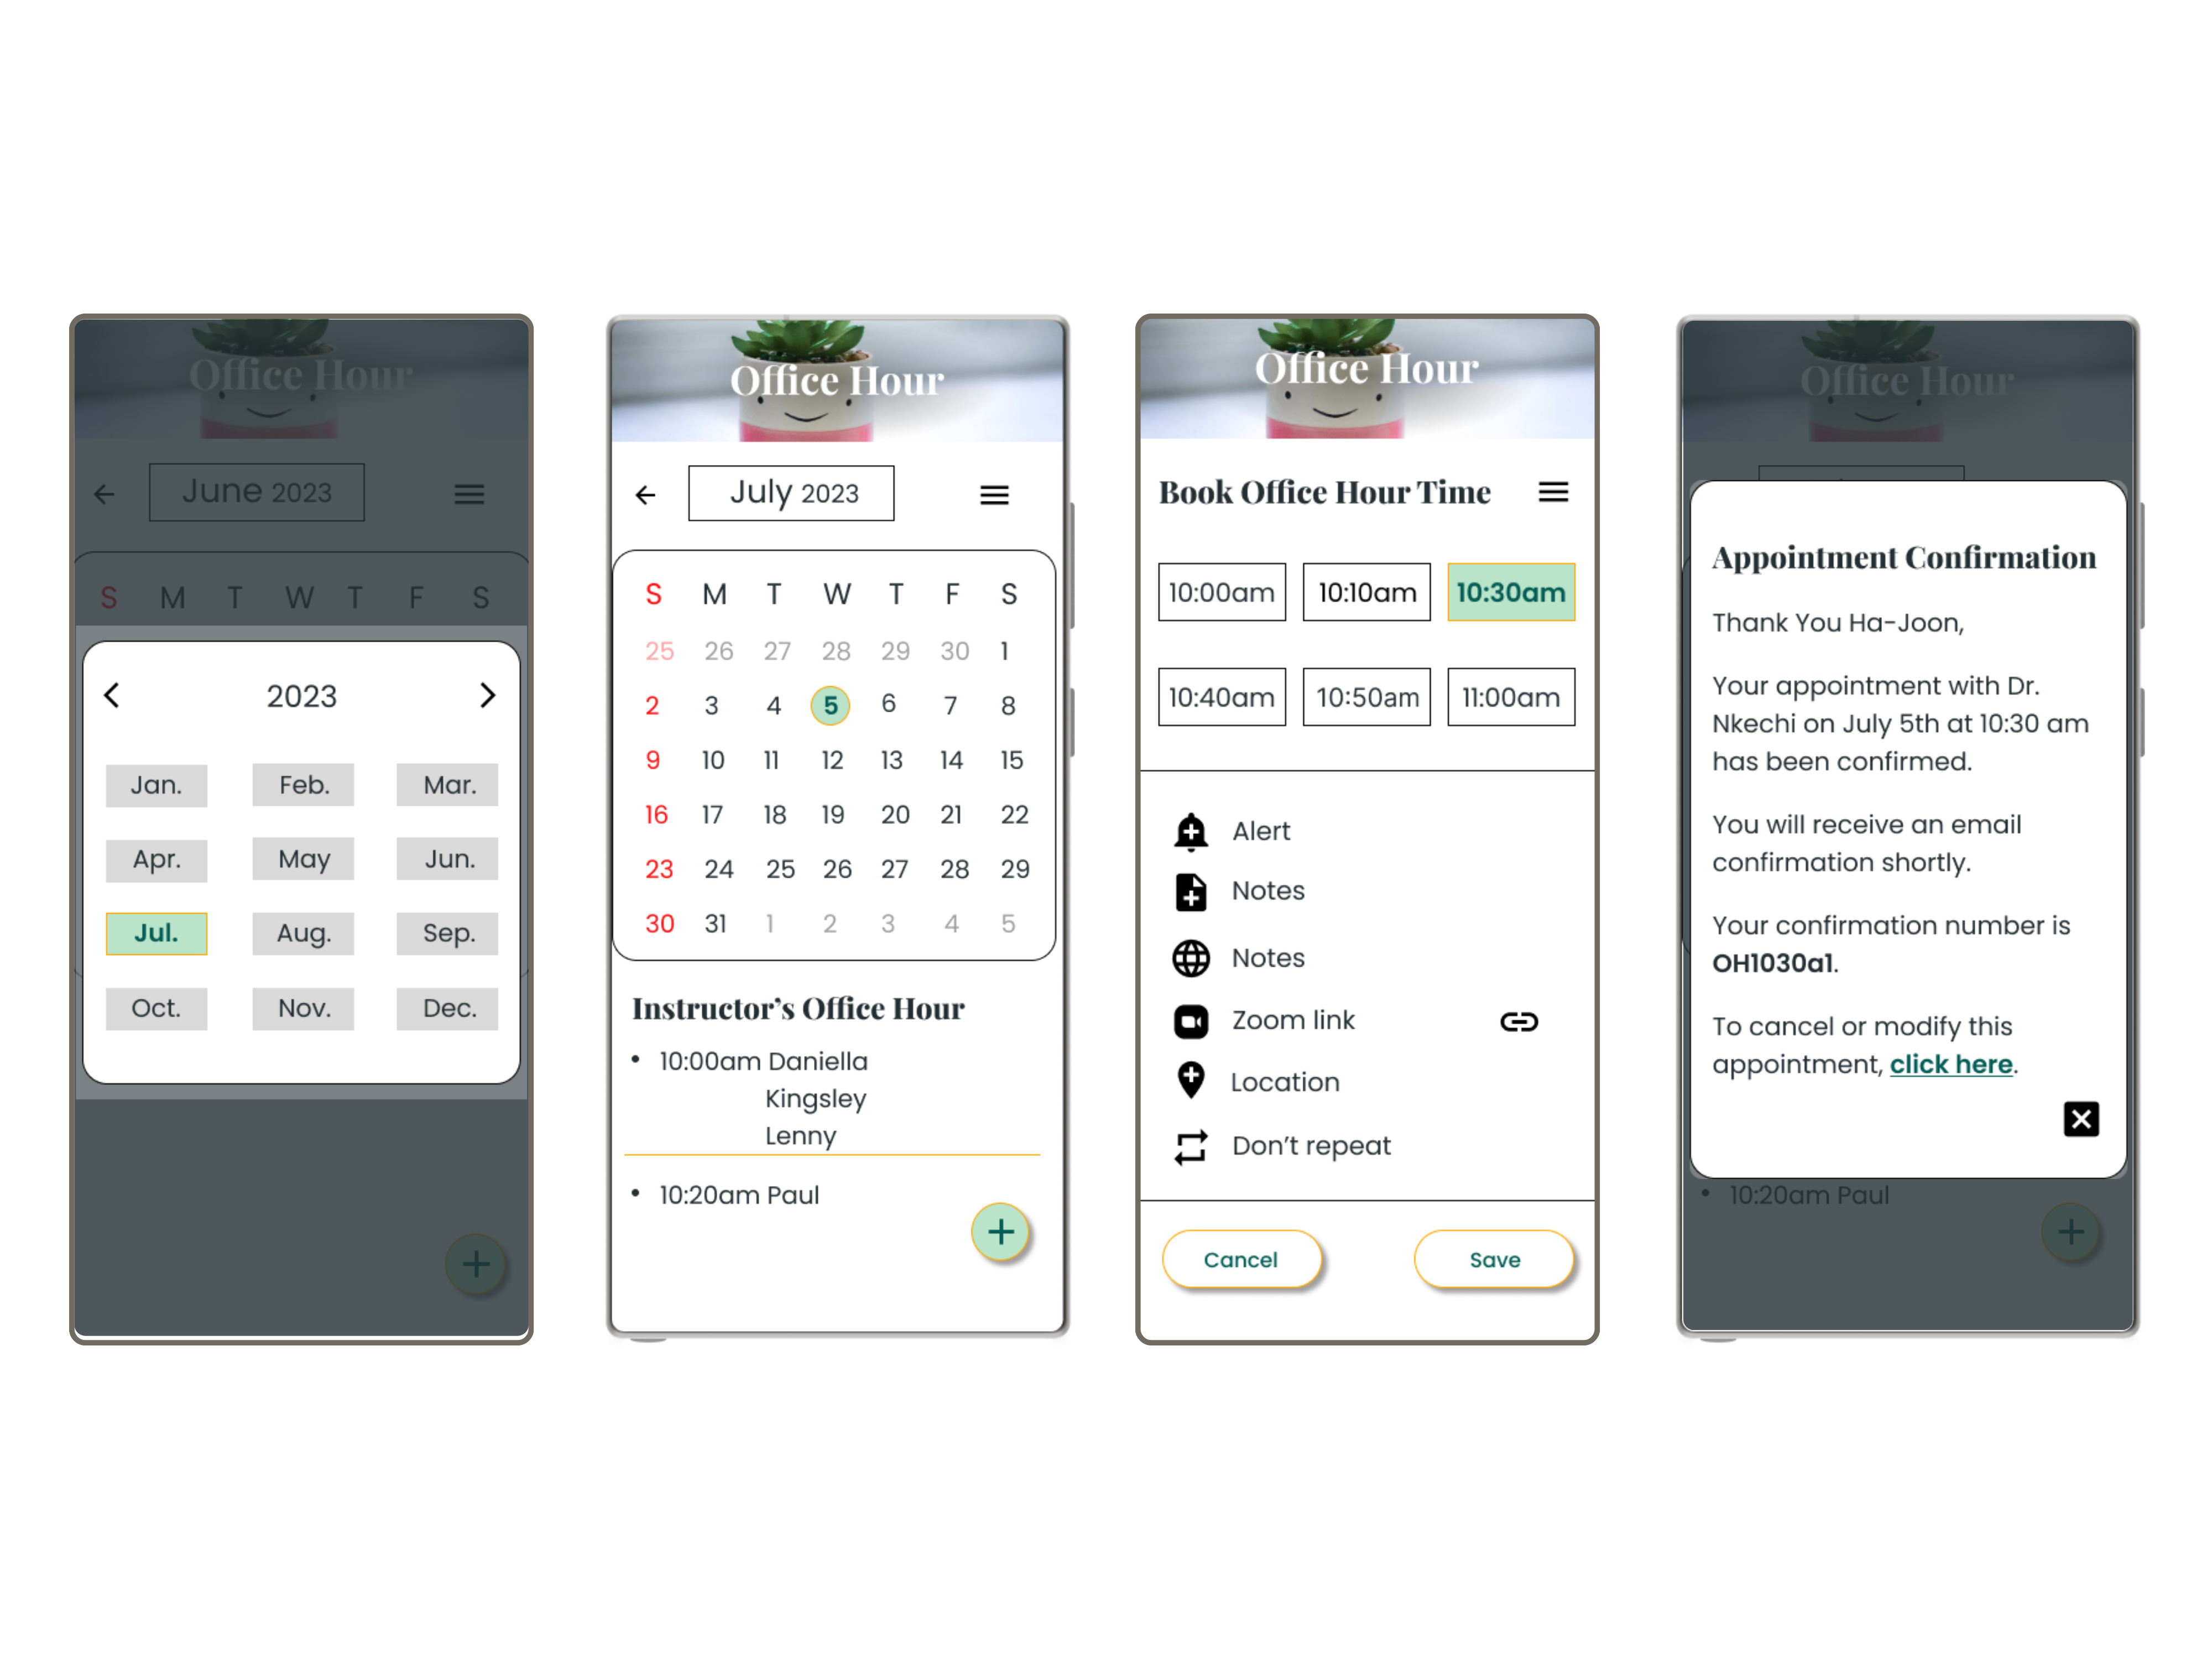 Office Hour
June 2023
S M T W T F S
2023
Jan. Feb. Mar.
Apr. May Jun.
Jul. Aug. Sep.
Oct. Nov. Dec.
Office Hour
July 2023
S M T W T F S
25 26 27 28 29 30 1
2 3 4 5 6 7 8
9 10 11 12 13 14 15
16 17 18 19 20 21 22
23 24 25 26 27 28 29
30 31 1 2 3 4 5
Instructor’s Office Hour
• 10:00am Daniella
Kingsley
Lenny
• 10:20am Paul
Office Hour
Book Office Hour Time
10:00am 10:10am 10:30am
10:40am 10:50am 11:00am
Alert
Notes
Notes
Zoom link
Location
Don’t repeat
Cancel Save
Office Hour
Appointment Confirmation
Thank You Ha-Joon,
Your appointment with Dr.
Nkechi on July 5th at 10:30 am
has been confirmed.
You will receive an email
confirmation shortly.
Your confirmation number is
OH1030a1.
To cancel or modify this
appointment, click here.
• 10:20am Paul